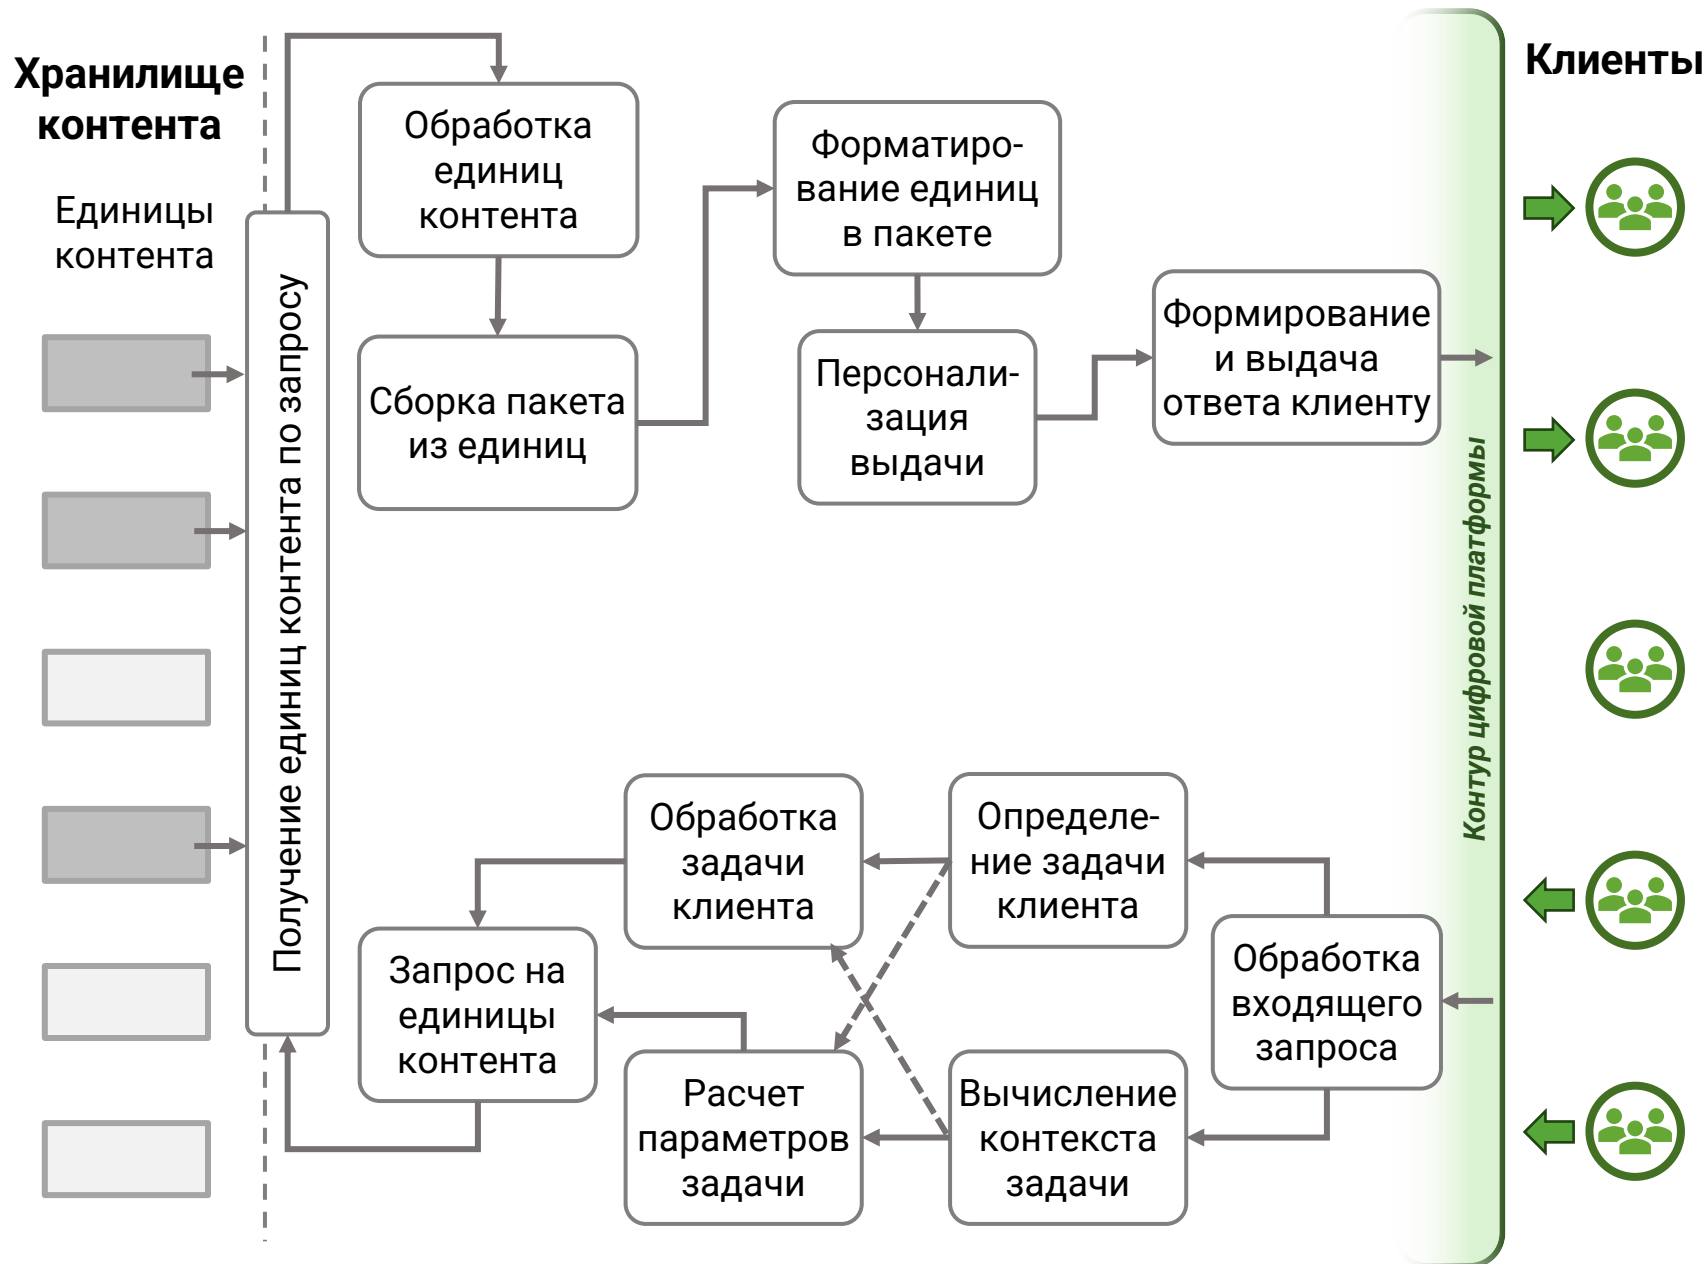 Хранилище
контента
Единицы
контента
Получение единиц контента по запросу
Обработка
единиц
контента
Сборка пакета
из единиц
Форматиро-
вание единиц
в пакете
Персонали-
зация
выдачи
Формирование
и выдача
ответа клиенту
Контур цифровой платформы
Клиенты
Обработка
задачи
клиента
Определе-
ние задачи
клиента
Обработка
входящего
запроса
Запрос на
единицы
контента
Расчет
параметров
задачи
Вычисление
контекста
задачи